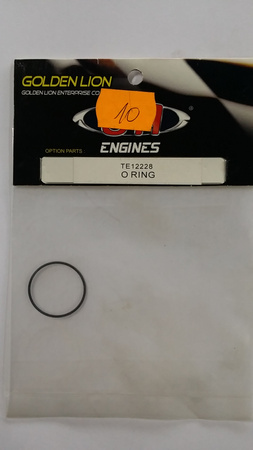 GOLDEN LION
GOLDEN LION ENTERPRISE CO
10
ENGINES
OPTION PARTS
TE12228
O RING